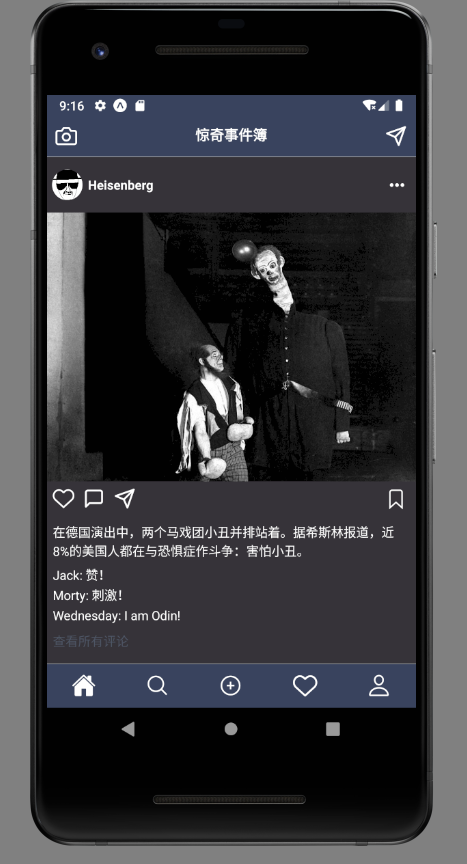 9:16
惊奇事件簿
Heisenberg
在德国演出中，两个马戏团小丑并排站着。据希斯林报道，近
8%的美国人都在与恐惧症作斗争：害怕小丑。
Jack: 赞！
Morty: 刺激！
Wednesday: I am Odin!
查看所有评论